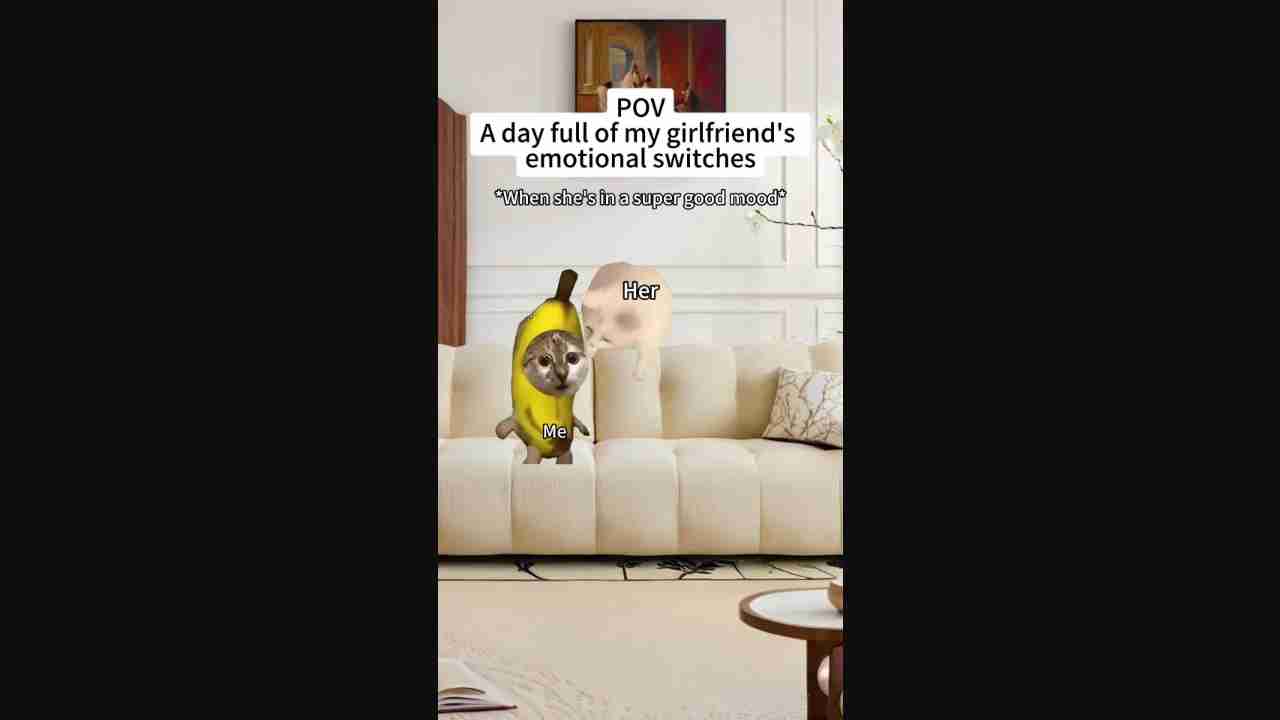 POV
A day full of my girlfriend's
emotional switches
*When she's in a super good mood*
Her
Me